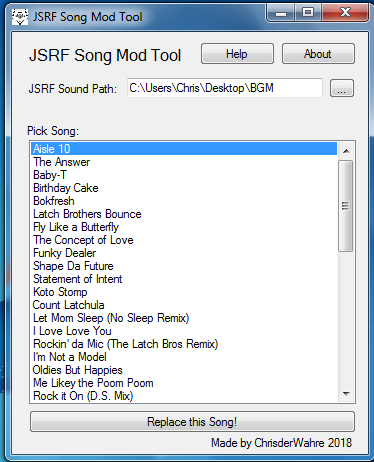 JSRF Song Mod Tool
JSRF Song Mod Tool
Help
About
JSRF Sound Path:
C:\Users\Chris\Desktop\BGM
...
Pick Song:
Aisle 10
The Answer
Baby-T
Birthday Cake
Bokfresh
Latch Brothers Bounce
Fly Like a Butterfly
The Concept of Love
Funky Dealer
Shape Da Future
Statement of Intent
Koto Stomp
Count Latchula
Let Mom Sleep (No Sleep Remix)
I Love Love You
Rockin' da Mic (The Latch Bros Remix)
I'm Not a Model
Oldies But Happies
Me Likey the Poom Poom
Rock it On (D.S. Mix)
Replace this Song!
Made by ChrisderWahre 2018